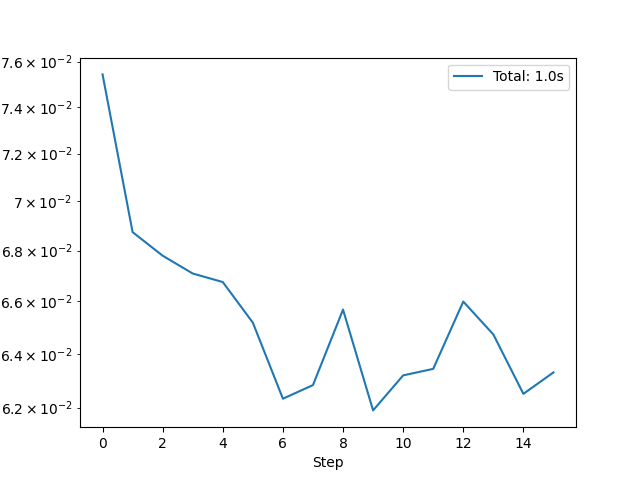 7.6 × 10⁻²
7.4 × 10⁻²
7.2 × 10⁻²
7 × 10⁻²
6.8 × 10⁻²
6.6 × 10⁻²
6.4 × 10⁻²
6.2 × 10⁻²
Total: 1.0s
0 2 4 6 8 10 12 14
Step